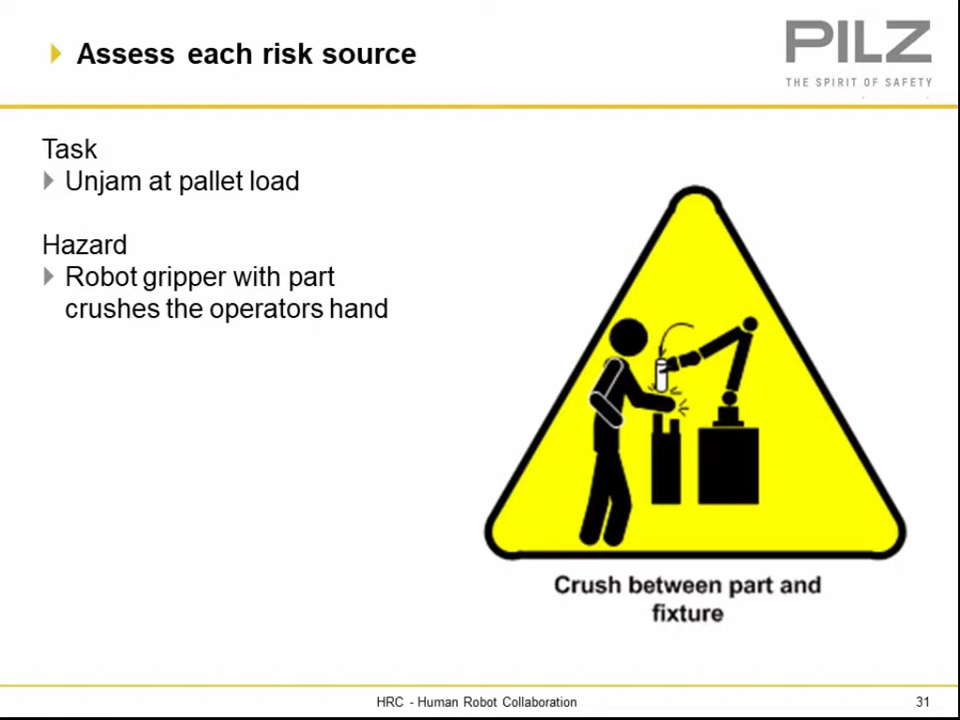 Assess each risk source
PILZ
THE SPIRIT OF SAFETY
Task
Unjam at pallet load
Hazard
Robot gripper with part
crushes the operators hand
Crush between part and
fixture
HRC - Human Robot Collaboration
31